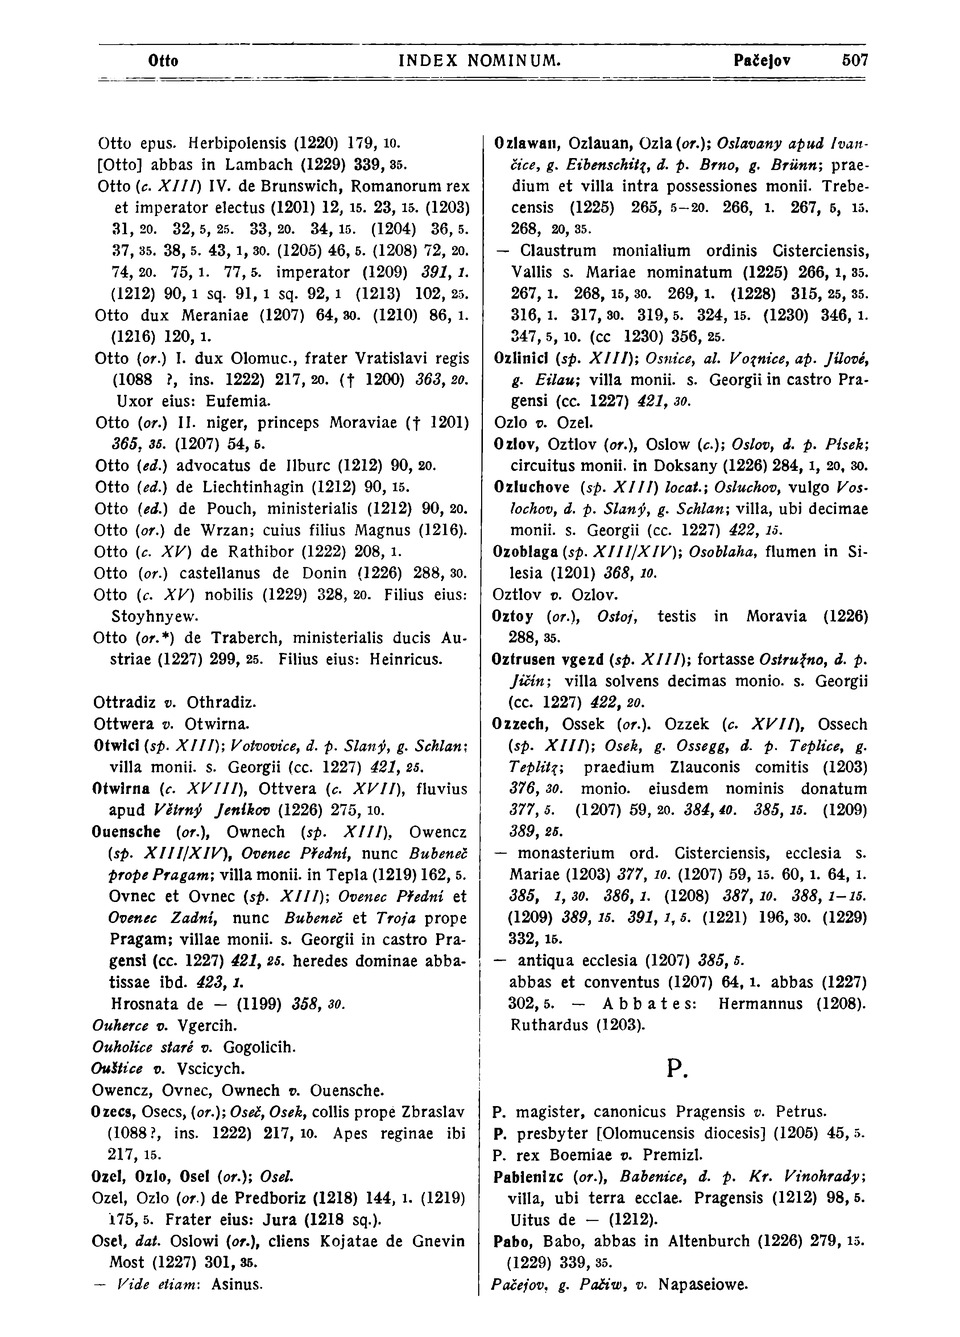 Otto INDEX NOMINUM. Pačejov 507
Otto epus. Herbipolensis (1220) 179, 10.
[Otto] abbas in Lambach (1229) 339, 35.
Otto (c. XIII) IV. de Brunswich, Romanorum rex
et imperator electus (1201) 12, 15. 23, 15. (1203)
31, 20. 32, 5, 25. 33, 20. 34, 15. (1204) 36, 5.
37, 35. 38, 5. 43, 1, 30. (1205) 46, 5. (1208) 72, 20.
74, 20. 75, 1. 77, 5. imperator (1209) 391, 1.
(1212) 90, 1 sq. 91, 1 sq. 92, 1 (1213) 102, 25.
Otto dux Meraniae (1207) 64, 30. (1210) 86, 1.
(1216) 120, 1.
Otto (or.) I. dux Olomuc., frater Vratislavi regis
(1088 ?, ins. 1222) 217, 20. († 1200) 363, 20.
Uxor eius: Eufemia.
Otto (or.) II. niger, princeps Moraviae († 1201)
365, 35. (1207) 54, 5.
Otto (ed.) advocatus de Ilburc (1212) 90, 20.
Otto (ed.) de Liechtinhagin (1212) 90, 15.
Otto (ed.) de Pouch, ministerialis (1212) 90, 20.
Otto (or.) de Wrzan; cuius filius Magnus (1216).
Otto (c. XV) de Rathibor (1222) 208, 1.
Otto (or.) castellanus de Donin (1226) 288, 30.
Otto (c. XV) nobilis (1229) 328, 20. Filius eius:
Stoyhnyew.
Otto (or.*) de Traberch, ministerialis ducis Au-
striae (1227) 299, 25. Filius eius: Heinricus.
Ottradiz v. Othradiz.
Ottwera v. Otwirna.
Otwici (sp. XIII); Votvovice, d. p. Slaný, g. Schlan;
villa monii. s. Georgii (cc. 1227) 421, 25.
Otwirna (c. XVIII), Ottvera (c. XVII), fluvius
apud Větrný Jeníkov (1226) 275, 10.
Ouensche (or.), Ownech (sp. XIII), Owencz
(sp. XIII/XIV), Ovenec Přední, nunc Bubeneč
prope Pragam; villa monii. in Tepla (1219) 162, 5.
Ovnec et Ovnec (sp. XIII); Ovenec Přední et
Ovenec Zadní, nunc Bubeneč et Troja prope
Pragam; villae monii. s. Georgii in castro Pra-
gensi (cc. 1227) 421, 25. heredes dominae abba-
tissae ibd. 423, 1.
Hrosnata de — (1199) 358, 30.
Ouherce v. Vgercih.
Ouholice staré v. Gogolicih.
Ouštice v. Vscicych.
Owencz, Ovnec, Ownech v. Ouensche.
Ozecs, Osecs, (or.); Oseč, Osek, collis prope Zbraslav
(1088?, ins. 1222) 217, 10. Apes reginae ibi
217, 15.
Ozel, Ozlo, Osel (or.); Osel.
Ozel, Ozlo (or.) de Predboriz (1218) 144, 1. (1219)
175, 5. Frater eius: Jura (1218 sq.).
Osel, dat. Oslowi (or.), cliens Kojatae de Gnevin
Most (1227) 301, 35.
— Vide etiam: Asinus.
Ozlawan, Ozlauan, Ozla (or.); Oslavany apud Ivan-
čice, g. Eibenschitz, d. p. Brno, g. Brünn; prae-
dium et villa intra possessiones monii. Trebe-
censis (1225) 265, 5—20. 266, 1. 267, 5, 15.
268, 20, 35.
— Claustrum monialium ordinis Cisterciensis,
Vallis s. Mariae nominatum (1225) 266, 1, 35.
267, 1. 268, 15, 30. 269, 1. (1228) 315, 25, 35.
316, 1. 317, 30. 319, 5. 324, 15. (1230) 346, 1.
347, 5, 10. (cc 1230) 356, 25.
Ozlinici (sp. XIII); Osnice, al. Voznice, ap. Jílové,
g. Eilau; villa monii. s. Georgii in castro Pra-
gensi (cc. 1227) 421, 30.
Ozlo v. Ozel.
Ozlov, Oztlov (or.), Oslow (c.); Oslov, d. p. Písek;
circuitus monii. in Doksany (1226) 284, 1, 20, 30.
Ozluchove (sp. XIII) locat.; Osluchov, vulgo Vos-
lochov, d. p. Slaný, g. Schlan; villa, ubi decimae
monii. s. Georgii (cc. 1227) 422, 15.
Ozoblaga (sp. XIII/XIV); Osoblaha, flumen in Si-
lesia (1201) 368, 10.
Oztlov v. Ozlov.
Oztoy (or.), Ostoj, testis in Moravia (1226)
288, 35.
Oztrusen vgezd (sp. XIII); fortasse Ostružno, d. p.
Jičín; villa solvens decimas monio. s. Georgii
(cc. 1227) 422, 20.
Ozzech, Ossek (or.). Ozzek (c. XVII), Ossech
(sp. XIII); Osek, g. Ossegg, d. p. Teplice, g.
Teplitz; praedium Zlauconis comitis (1203)
376, 30. monio. eiusdem nominis donatum
377, 5. (1207) 59, 20. 384, 40. 385, 15. (1209)
389, 25.
— monasterium ord. Cisterciensis, ecclesia s.
Mariae (1203) 377, 10. (1207) 59, 15. 60, 1. 64, 1.
385, 1, 30. 386, 1. (1208) 387, 10. 388, 1—15.
(1209) 389, 15. 391, 1, 5. (1221) 196, 30. (1229)
332, 15.
— antiqua ecclesia (1207) 385, 5.
abbas et conventus (1207) 64, 1. abbas (1227)
302, 5. — Abbates: Hermannus (1208).
Ruthardus (1203).
P.
P. magister, canonicus Pragensis v. Petrus.
P. presbyter [Olomucensis diocesis] (1205) 45, 5.
P. rex Boemiae v. Premizl.
Pablenizc (or.), Babenice, d. p. Kr. Vinohrady;
villa, ubi terra ecclae. Pragensis (1212) 98, 5.
Uitus de — (1212).
Pabo, Babo, abbas in Altenburch (1226) 279, 15.
(1229) 339, 35.
Pačejov, g. Pačiw, v. Napaseiowe.